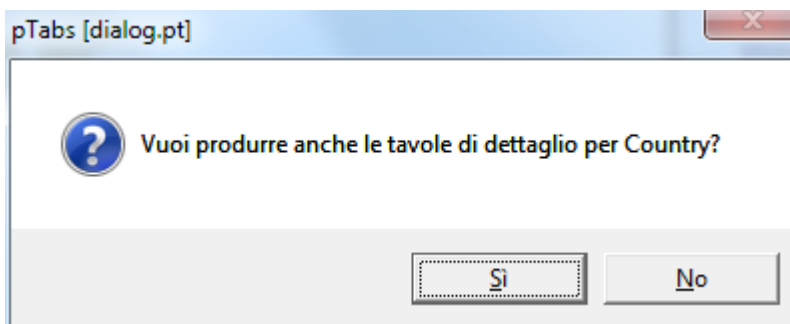 pTabs [dialog.pt]
Vuoi produrre anche le tavole di dettaglio per Country?
Sì
No